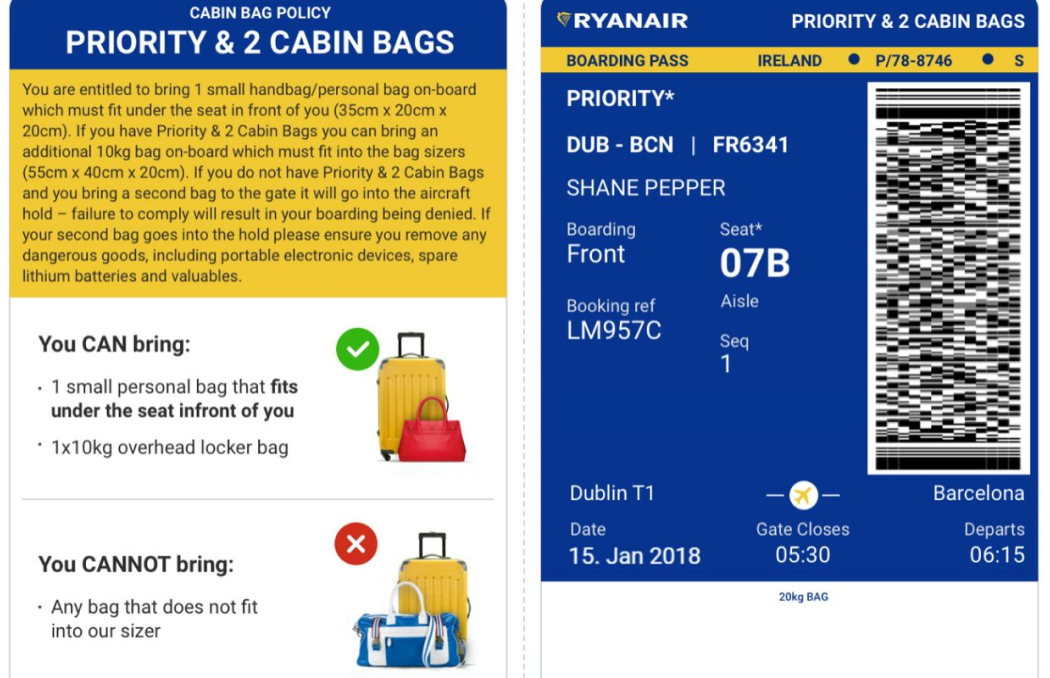 CABIN BAG POLICY
PRIORITY & 2 CABIN BAGS
You are entitled to bring 1 small handbag/personal bag on-board
which must fit under the seat in front of you (35cm x 20cm x
20cm). If you have Priority & 2 Cabin Bags you can bring an
additional 10kg bag on-board which must fit into the bag sizers
(55cm x 40cm x 20cm). If you do not have Priority & 2 Cabin Bags
and you bring a second bag to the gate it will go into the aircraft
hold – failure to comply will result in your boarding being denied. If
your second bag goes into the hold please ensure you remove any
dangerous goods, including portable electronic devices, spare
lithium batteries and valuables.
You CAN bring:
· 1 small personal bag that fits
under the seat infront of you
· 1x10kg overhead locker bag
You CANNOT bring:
· Any bag that does not fit
into our sizer
RYANAIR PRIORITY & 2 CABIN BAGS
BOARDING PASS IRELAND ● P/78-8746 ● S
PRIORITY*
DUB - BCN | FR6341
SHANE PEPPER
Boarding Seat*
Front 07B
Booking ref Aisle
LM957C
Seq
1
Dublin T1 Barcelona
Date Gate Closes Departs
15. Jan 2018 05:30 06:15
20kg BAG